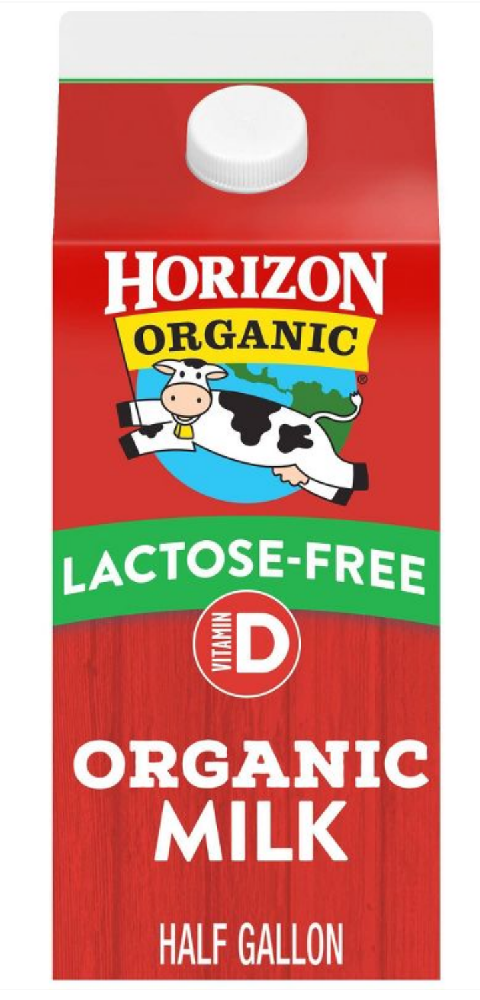 HORIZON
ORGANIC
®
LACTOSE-FREE
VITAMIN
D
ORGANIC
MILK
HALF GALLON